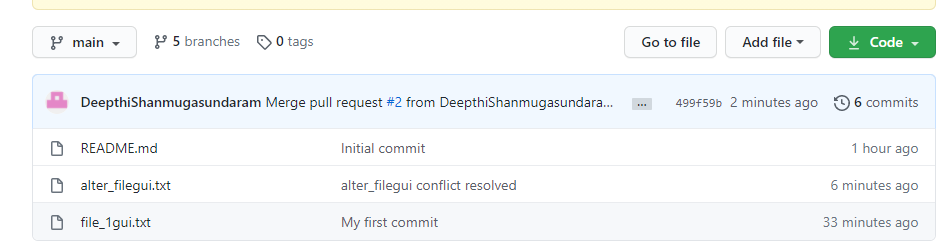 main 5 branches 0 tags Go to file Add file Code
DeepthiShanmugasundaram Merge pull request #2 from DeepthiShanmugasundara... ... 499f59b 2 minutes ago 6 commits
README.md Initial commit 1 hour ago
alter_filegui.txt alter_filegui conflict resolved 6 minutes ago
file_1gui.txt My first commit 33 minutes ago